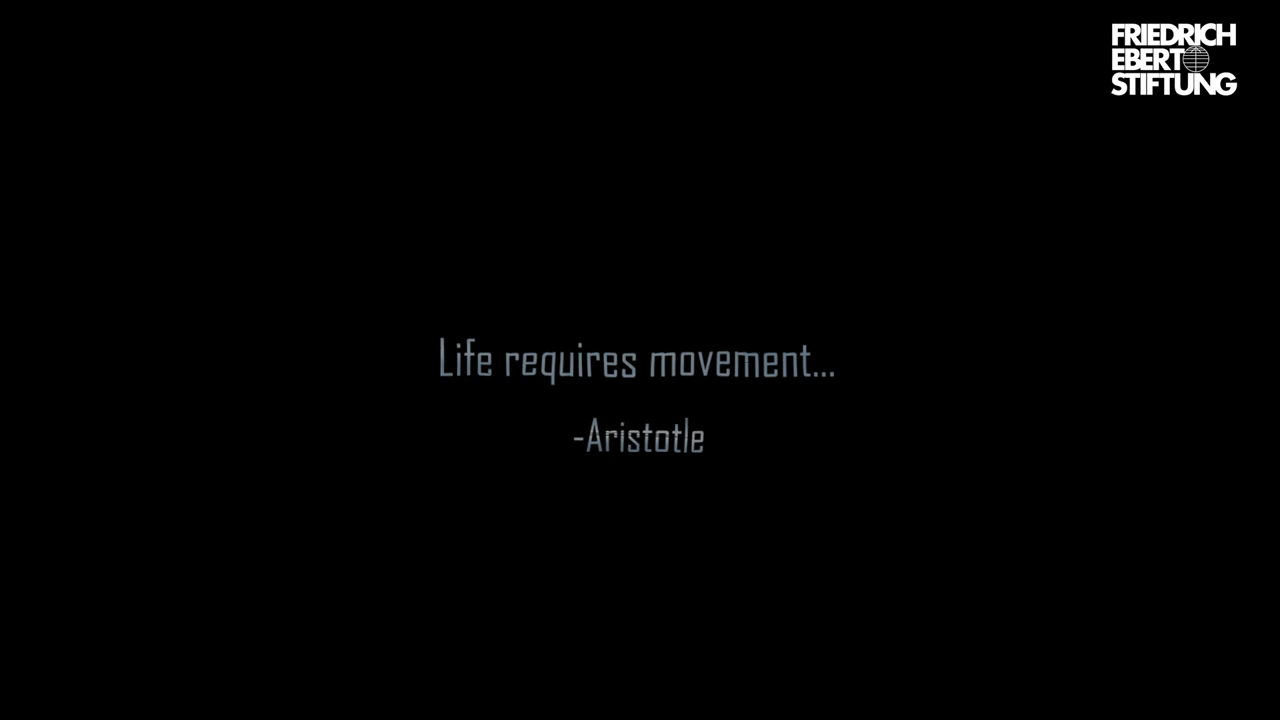 FRIEDRICH
EBERT
STIFTUNG
Life requires movement...
-Aristotle